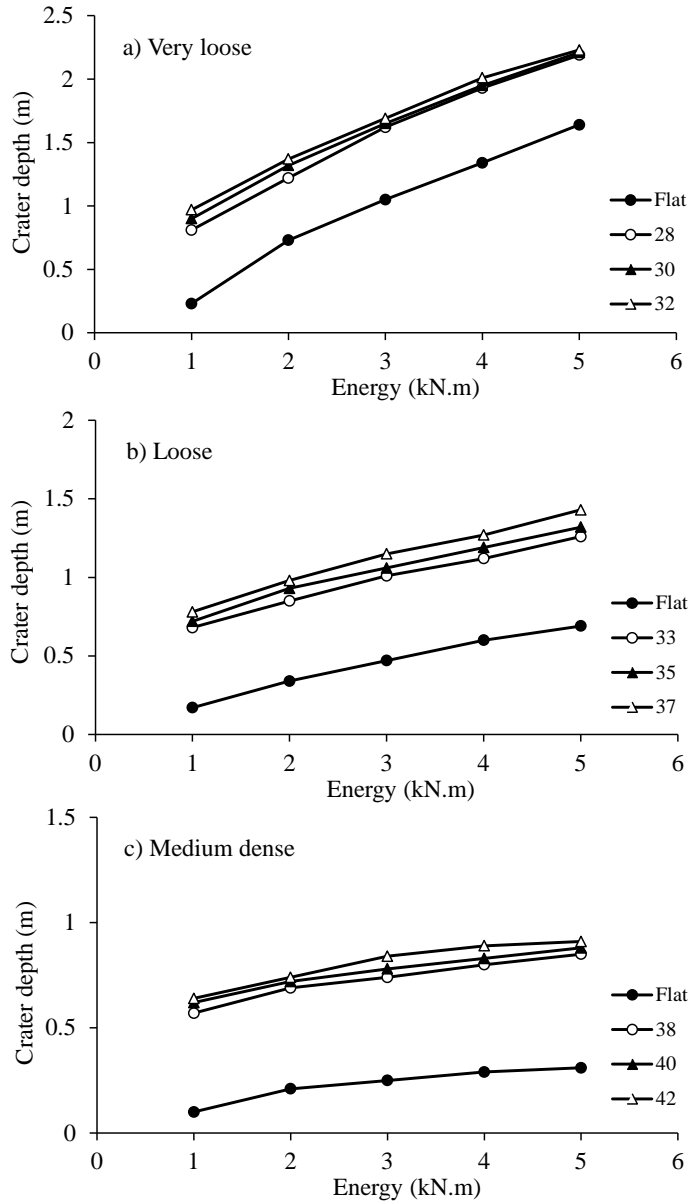 2.5
a) Very loose
2
1.5
1
0.5
0
Crater depth (m)
Flat
28
30
32
0 1 2 3 4 5 6
Energy (kN.m)
2
b) Loose
1.5
1
0.5
0
Crater depth (m)
Flat
33
35
37
0 1 2 3 4 5 6
Energy (kN.m)
1.5
c) Medium dense
1
0.5
0
Crater depth (m)
Flat
38
40
42
0 1 2 3 4 5 6
Energy (kN.m)